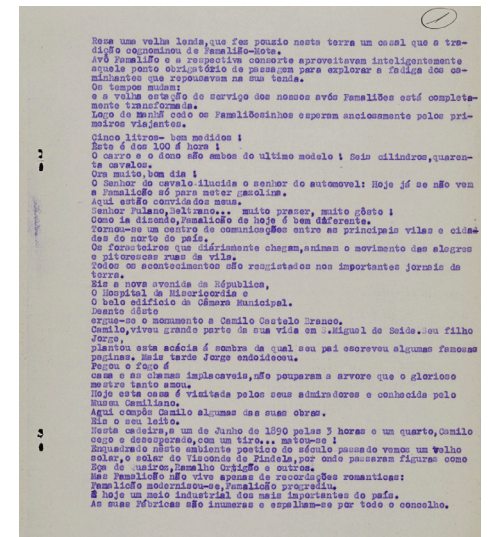 1
Reza uma velha lenda,que fez pouzio nesta terra um casal que a tra-
dição cognominou de Famalião-Mota.
Avô Famalião e a respectiva consorte aproveitavam inteligentemente
aquele ponto obrigatório de passagem para explorar a fadiga dos ca-
minhantes que repousavam na sua tenda.
Os tempos mudam:
e a velha estação de serviço dos nossos avós Famaliões está completa-
mente transformada.
Logo de manhã cedo os Famaliãosinhos esperam anciosamente pelos pri-
meiros viajantes.
Cinco litros- bem medidos !
Este é dos 100 á hora !
O carro e o dono são ambos do ultimo modelo ! Seis cilindros,quaren-
ta cavalos.
Ora muito,bom dia !
O Senhor do cavalo-ilucida o senhor do automovel: Hoje já se não vem
a Famalicão só para meter gazolina.
Aqui estão convidados meus.
Senhor Fulano,Beltrano... muito prazer, muito gôsto !
Como ia dizendo,Famalicão de hoje é bem diferente.
Tornou-se um centro de comunicações entre as principais vilas e cida-
des do norte do país.
Os forasteiros que diáriamente chegam,animam o movimento das alegres
e pitorescas ruas da vila.
Todos os acontecimentos são resgistados nos importantes jornais da
terra.
Eis a nova avenida da República,
O Hospital da Misericordia e
O belo edificio da Câmara Municipal.
Deante dêste
ergue-se o monumento a Camilo Castelo Branco.
Camilo,viveu grande parte da sua vida em S.Miguel de Seide.Seu filho
Jorge,
plantou esta acácia á sombra da qual seu pai escreveu algumas famosas
paginas. Mais tarde Jorge endoideceu.
Pegou o fogo á
casa e as chamas implacaveis,não pouparam a arvore que o glorioso
mestre tanto amou.
Hoje esta casa é visitada pelos seus admiradores e conhecida pelo
Museu Camiliano.
Aqui compôs Camilo algumas das suas obras.
Eis o seu leito.
Nesta cadeira,a um de Junho de 1890 pelas 3 horas e um quarto,Camilo
cego e desesperado,com um tiro... matou-se !
Enquadrado nêste ambiente poetico do século passado vemos um velho
solar,o solar do Visconde de Pindela,por onde passaram figuras como
Eça de Queiros,Ramalho Ortigão e outros.
Mas Famalicão não vive apenas de recordações romanticas:
Famalicão modernisou-se,Famalicão progrediu.
É hoje um meio industrial dos mais importantes do país.
As suas Fábricas são inumeras e espalham-se por todo o concelho.